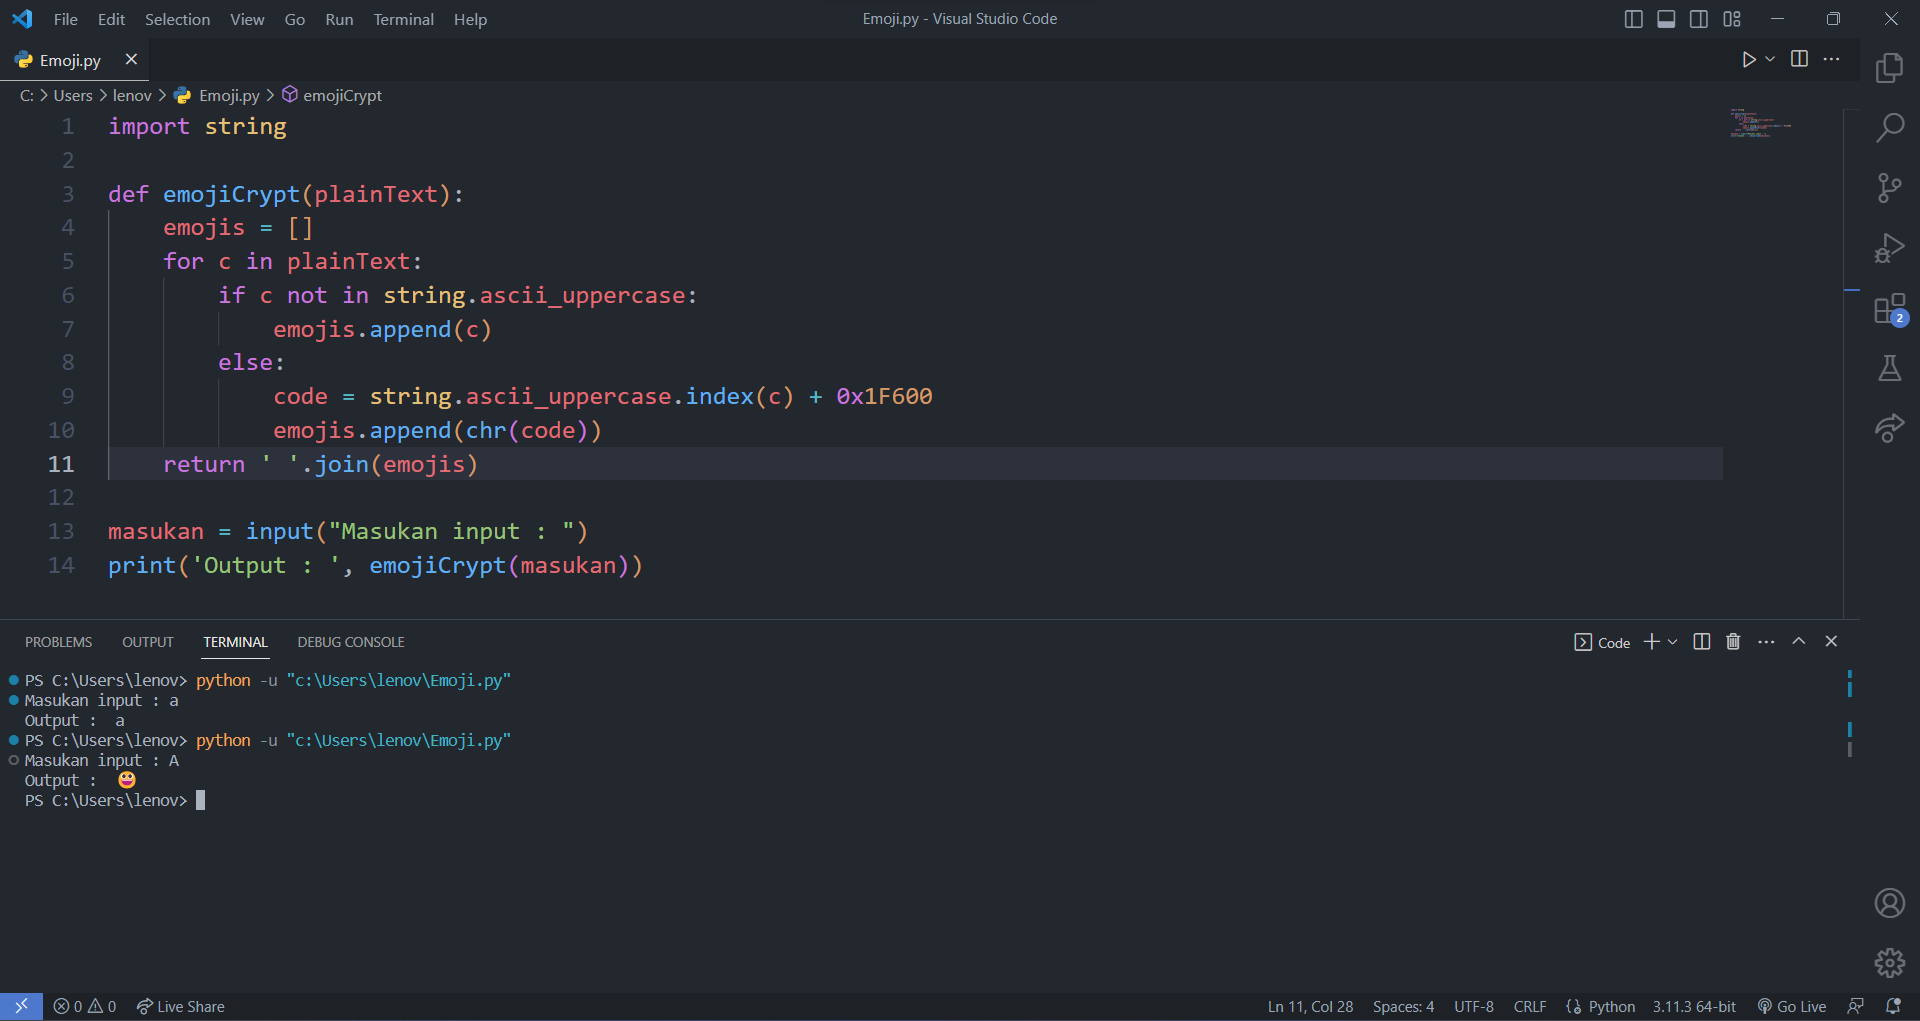 File Edit Selection View Go Run Terminal Help Emoji.py - Visual Studio Code
Emoji.py
C: > Users > lenov > Emoji.py > emojiCrypt
1 import string
2
3 def emojiCrypt(plainText):
4     emojis = []
5     for c in plainText:
6         if c not in string.ascii_uppercase:
7             emojis.append(c)
8         else:
9             code = string.ascii_uppercase.index(c) + 0x1F600
10             emojis.append(chr(code))
11     return ' '.join(emojis)
12
13 masukan = input("Masukan input : ")
14 print('Output : ', emojiCrypt(masukan))
2
PROBLEMS OUTPUT TERMINAL DEBUG CONSOLE Code
PS C:\Users\lenov> python -u "c:\Users\lenov\Emoji.py"
Masukan input : a
Output :  a
PS C:\Users\lenov> python -u "c:\Users\lenov\Emoji.py"
Masukan input : A
Output :  😀
PS C:\Users\lenov>
0 0 Live Share Ln 11, Col 28 Spaces: 4 UTF-8 CRLF {} Python 3.11.3 64-bit Go Live